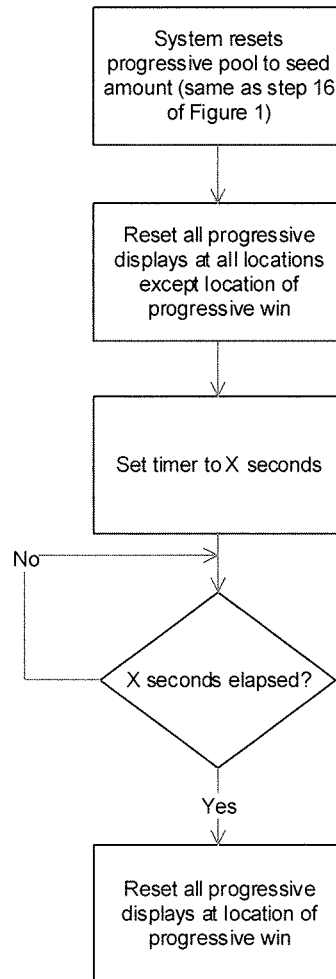 System resets
progressive pool to seed
amount (same as step 16
of Figure 1)
Reset all progressive
displays at all locations
except location of
progressive win
Set timer to X seconds
No
X seconds elapsed?
Yes
Reset all progressive
displays at location of
progressive win